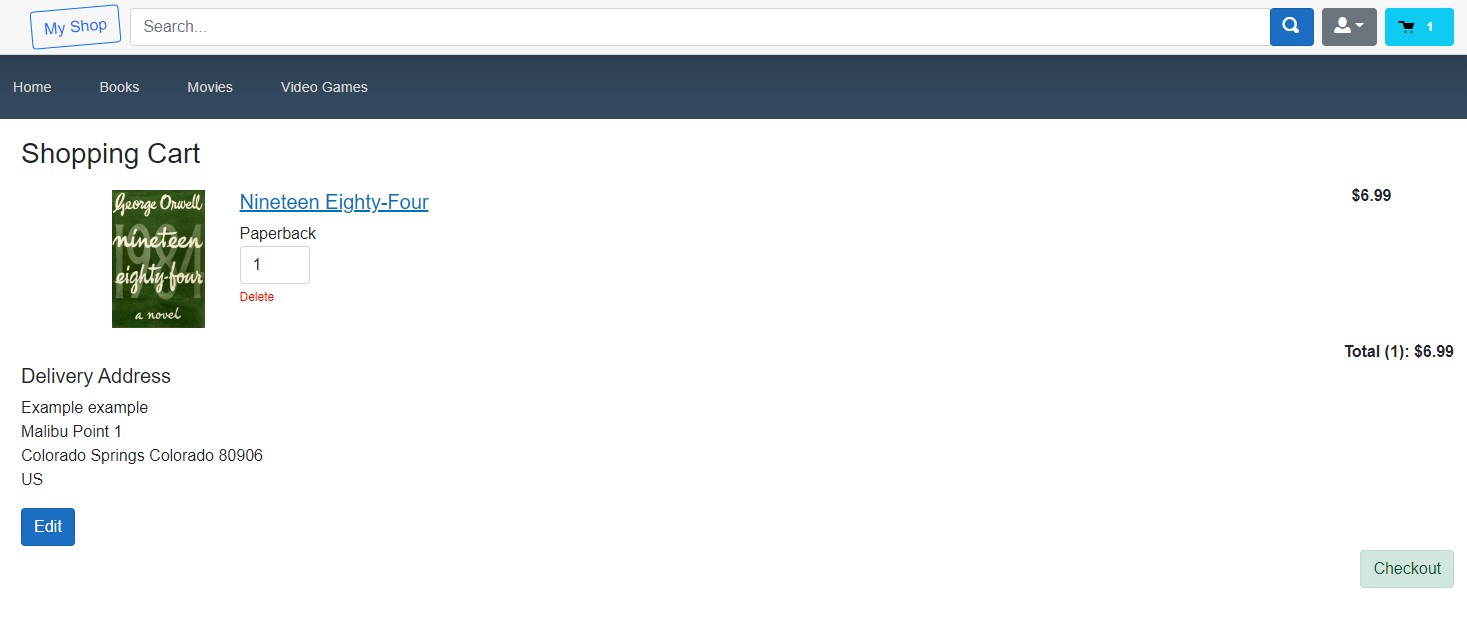 My Shop
Search...
1
Home Books Movies Video Games
Shopping Cart
George Orwell
1984
nineteen
eighty-four
a novel
Nineteen Eighty-Four
$6.99
Paperback
1
Delete
Total (1): $6.99
Delivery Address
Example example
Malibu Point 1
Colorado Springs Colorado 80906
US
Edit
Checkout